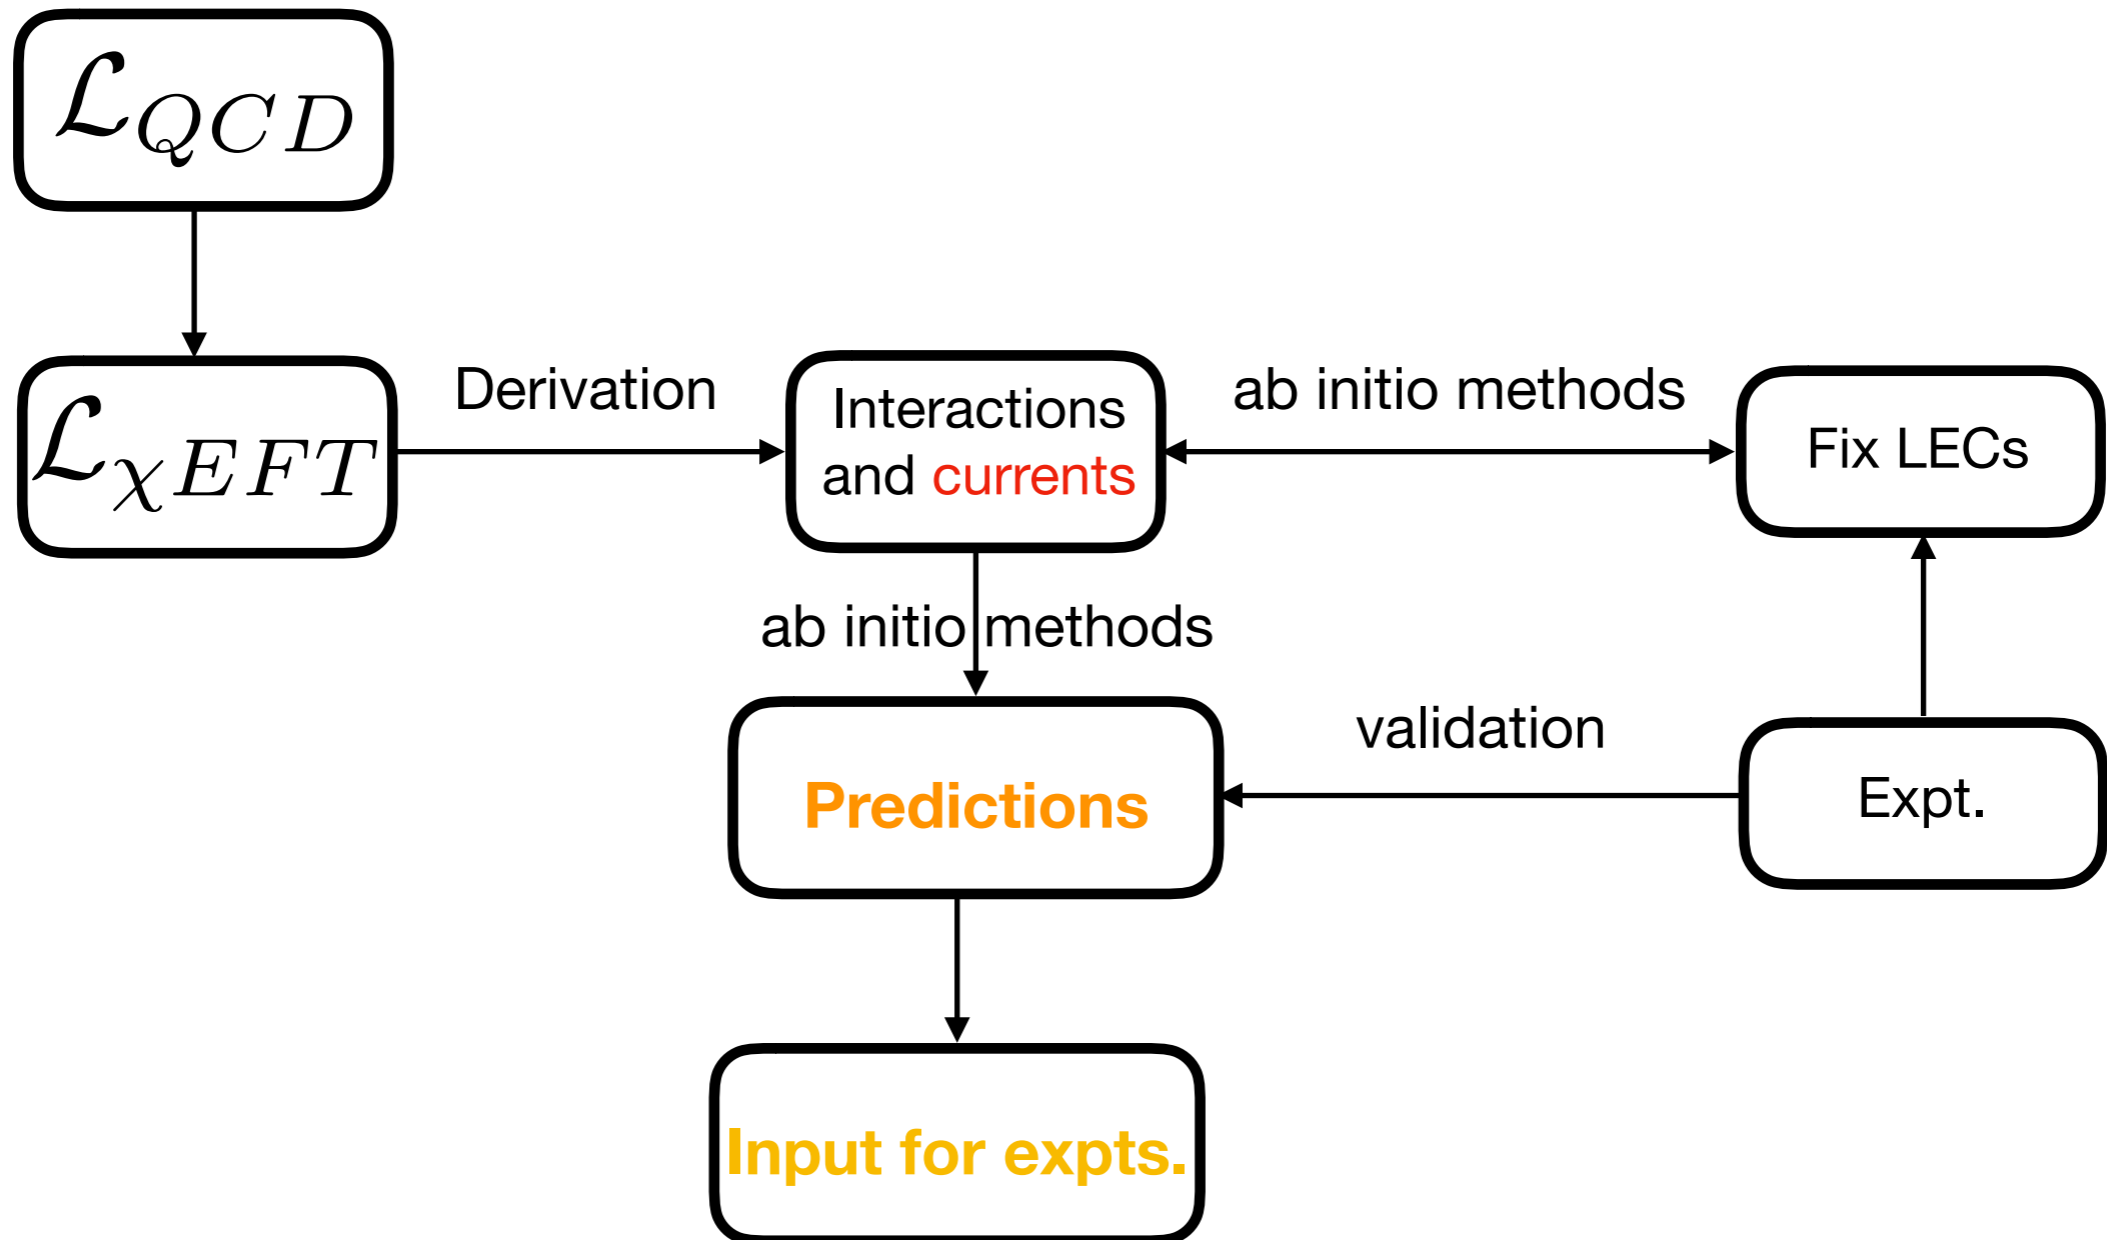 ℒ_QCD
ℒ_χEFT
Derivation
Interactions
and currents
ab initio methods
Fix LECs
ab initio methods
Predictions
validation
Expt.
Input for expts.